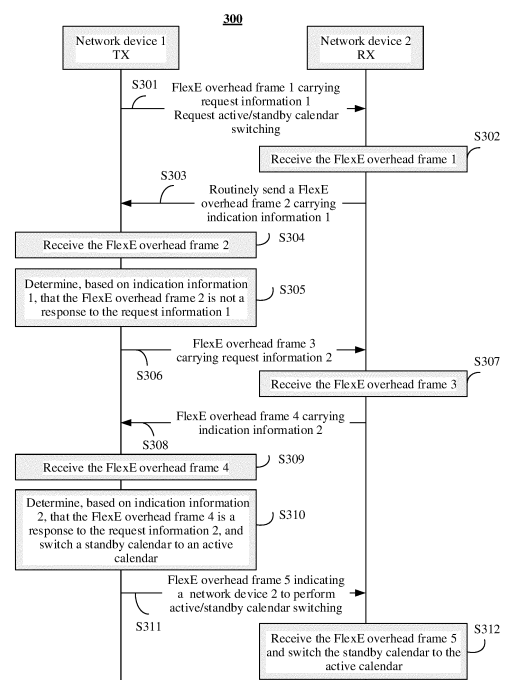 300
Network device 1
TX
Network device 2
RX
S301
FlexE overhead frame 1 carrying
request information 1
Request active/standby calendar
switching
S302
Receive the FlexE overhead frame 1
S303
Routinely send a FlexE
overhead frame 2 carrying
indication information 1
Receive the FlexE overhead frame 2
S304
Determine, based on indication information
1, that the FlexE overhead frame 2 is not a
response to the request information 1
S305
FlexE overhead frame 3
carrying request information 2
S306
S307
Receive the FlexE overhead frame 3
FlexE overhead frame 4 carrying
indication information 2
S308
Receive the FlexE overhead frame 4
S309
Determine, based on indication information
2, that the FlexE overhead frame 4 is a
response to the request information 2, and
switch a standby calendar to an active
calendar
S310
FlexE overhead frame 5 indicating
a network device 2 to perform
active/standby calendar switching
S311
S312
Receive the FlexE overhead frame 5
and switch the standby calendar to the
active calendar